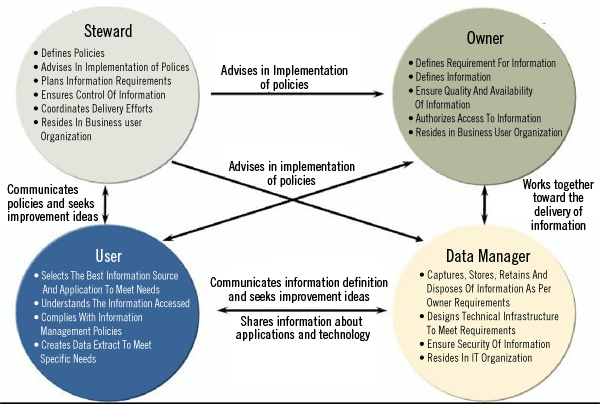 Steward
• Defines Policies
• Advises In Implementation of Polices
• Plans Information Requirements
• Ensures Control Of Information
• Coordinates Delivery Efforts
• Resides In Business user
Organization
Advises in Implementation
of policies
Owner
• Defines Requirement For Information
• Defines Information
• Ensure Quality And Availability
Of Information
• Authorizes Access To Information
• Resides in Business User Organization
Communicates
policies and seeks
improvement ideas
Advises in implementation
of policies
Works together
toward the
delivery of
information
User
• Selects The Best Information Source
And Application To Meet Needs
• Understands The Information Accessed
• Complies With Information
Management Policies
• Creates Data Extract To Meet
Specific Needs
Communicates information definition
and seeks improvement ideas
Shares information about
applications and technology
Data Manager
• Captures, Stores, Retains And
Disposes Of Information As Per
Owner Requirements
• Designs Technical Infrastructure
To Meet Requirements
• Ensure Security Of Information
• Resides In IT Organization